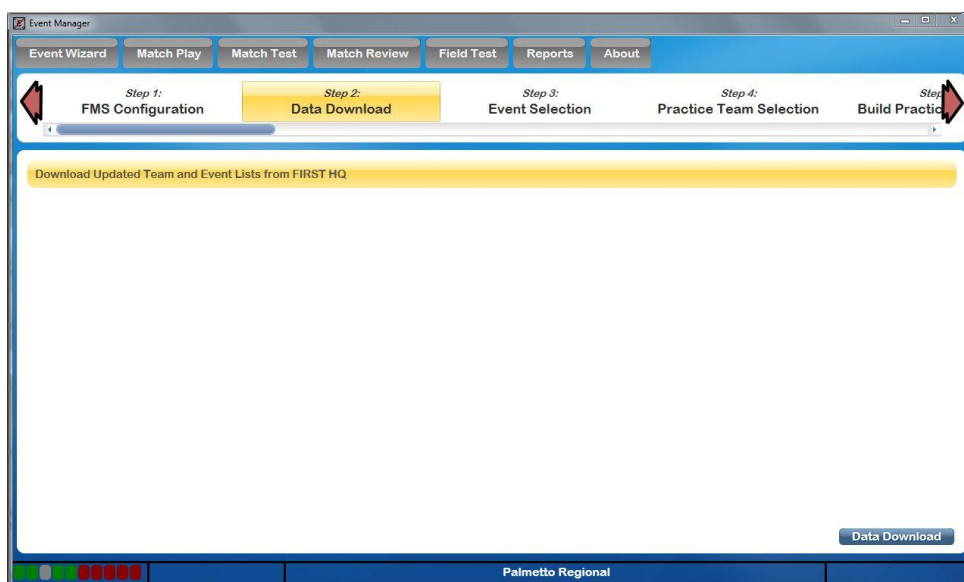 Event Manager
Event Wizard Match Play Match Test Match Review Field Test Reports About
Step 1: Step 2: Step 3: Step 4: Step
FMS Configuration Data Download Event Selection Practice Team Selection Build Practic
Download Updated Team and Event Lists from FIRST HQ
Data Download
Palmetto Regional